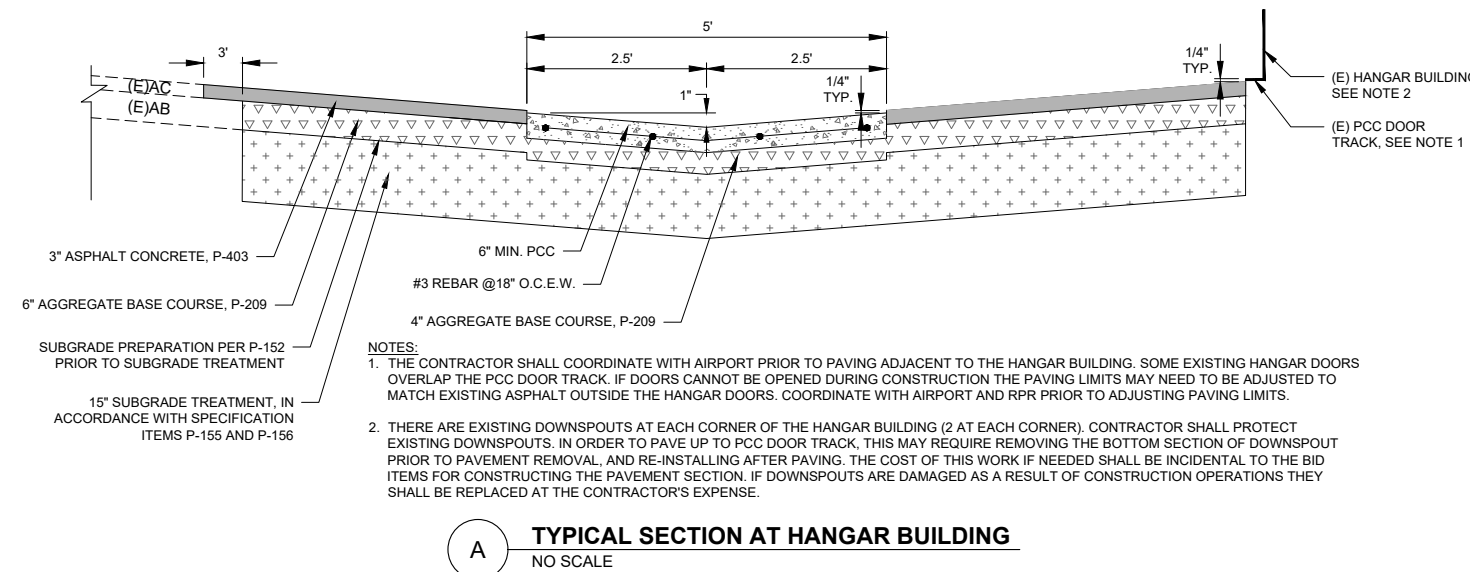 5'
3'
2.5'
2.5'
1/4"
TYP.
1/4"
TYP.
1"
(E)AC
(E)AB
(E) HANGAR BUILDING
SEE NOTE 2
(E) PCC DOOR
TRACK, SEE NOTE 1
3" ASPHALT CONCRETE, P-403
6" AGGREGATE BASE COURSE, P-209
SUBGRADE PREPARATION PER P-152
PRIOR TO SUBGRADE TREATMENT
15" SUBGRADE TREATMENT, IN
ACCORDANCE WITH SPECIFICATION
ITEMS P-155 AND P-156
6" MIN. PCC
#3 REBAR @18" O.C.E.W.
4" AGGREGATE BASE COURSE, P-209
NOTES:
1. THE CONTRACTOR SHALL COORDINATE WITH AIRPORT PRIOR TO PAVING ADJACENT TO THE HANGAR BUILDING. SOME EXISTING HANGAR DOORS
OVERLAP THE PCC DOOR TRACK. IF DOORS CANNOT BE OPENED DURING CONSTRUCTION THE PAVING LIMITS MAY NEED TO BE ADJUSTED TO
MATCH EXISTING ASPHALT OUTSIDE THE HANGAR DOORS. COORDINATE WITH AIRPORT AND RPR PRIOR TO ADJUSTING PAVING LIMITS.
2. THERE ARE EXISTING DOWNSPOUTS AT EACH CORNER OF THE HANGAR BUILDING (2 AT EACH CORNER). CONTRACTOR SHALL PROTECT
EXISTING DOWNSPOUTS. IN ORDER TO PAVE UP TO PCC DOOR TRACK, THIS MAY REQUIRE REMOVING THE BOTTOM SECTION OF DOWNSPOUT
PRIOR TO PAVEMENT REMOVAL, AND RE-INSTALLING AFTER PAVING. THE COST OF THIS WORK IF NEEDED SHALL BE INCIDENTAL TO THE BID
ITEMS FOR CONSTRUCTING THE PAVEMENT SECTION. IF DOWNSPOUTS ARE DAMAGED AS A RESULT OF CONSTRUCTION OPERATIONS THEY
SHALL BE REPLACED AT THE CONTRACTOR'S EXPENSE.
A
TYPICAL SECTION AT HANGAR BUILDING
NO SCALE